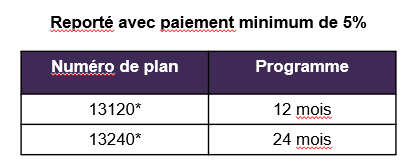 Reporté avec paiement minimum de 5%
Numéro de plan Programme
13120* 12 mois
13240* 24 mois